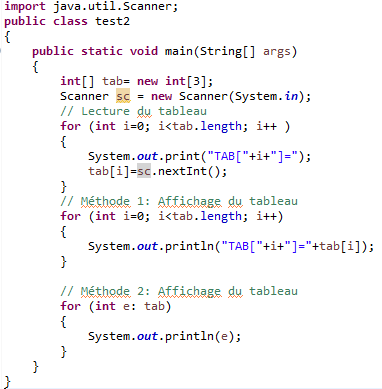 import java.util.Scanner;
public class test2
{
    public static void main(String[] args)
    {
        int[] tab= new int[3];
        Scanner sc = new Scanner(System.in);
        // Lecture du tableau
        for (int i=0; i<tab.length; i++ )
        {
            System.out.print("TAB["+i+"]=");
            tab[i]=sc.nextInt();
        }
        // Méthode 1: Affichage du tableau
        for (int i=0; i<tab.length; i++)
        {
            System.out.println("TAB["+i+"]="+tab[i]);
        }

        // Méthode 2: Affichage du tableau
        for (int e: tab)
        {
            System.out.println(e);
        }
    }
}